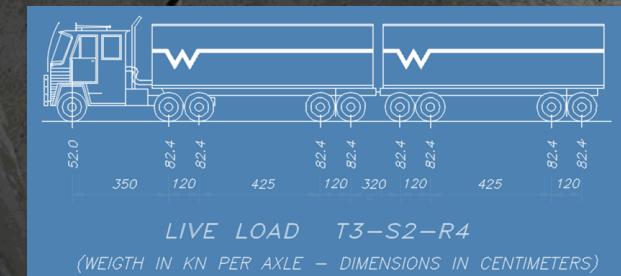 W W
52.0 82.4 82.4 82.4 82.4 82.4 82.4 82.4 82.4
350 120 425 120 320 120 425 120
LIVE LOAD T3-S2-R4
(WEIGTH IN KN PER AXLE - DIMENSIONS IN CENTIMETERS)